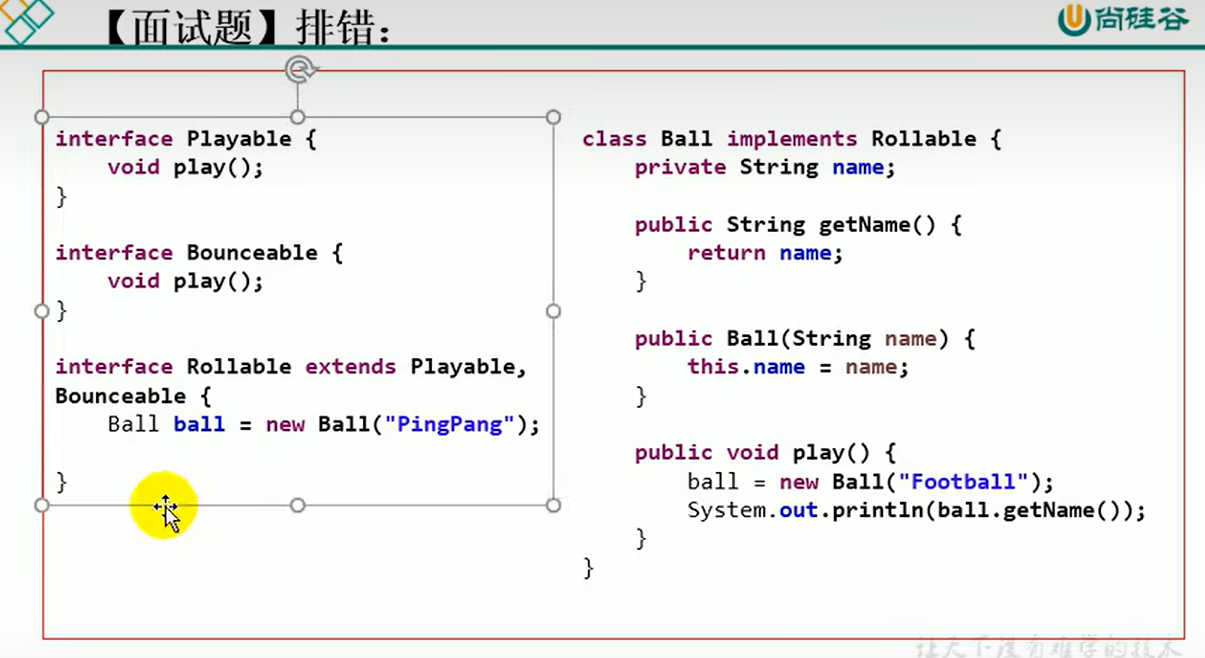 【面试题】排错：
尚硅谷
interface Playable {
    void play();
}
interface Bounceable {
    void play();
}
interface Rollable extends Playable,
Bounceable {
    Ball ball = new Ball("PingPang");
}
class Ball implements Rollable {
    private String name;
    public String getName() {
        return name;
    }
    public Ball(String name) {
        this.name = name;
    }
    public void play() {
        ball = new Ball("Football");
        System.out.println(ball.getName());
    }
}
让天下没有难学的技术